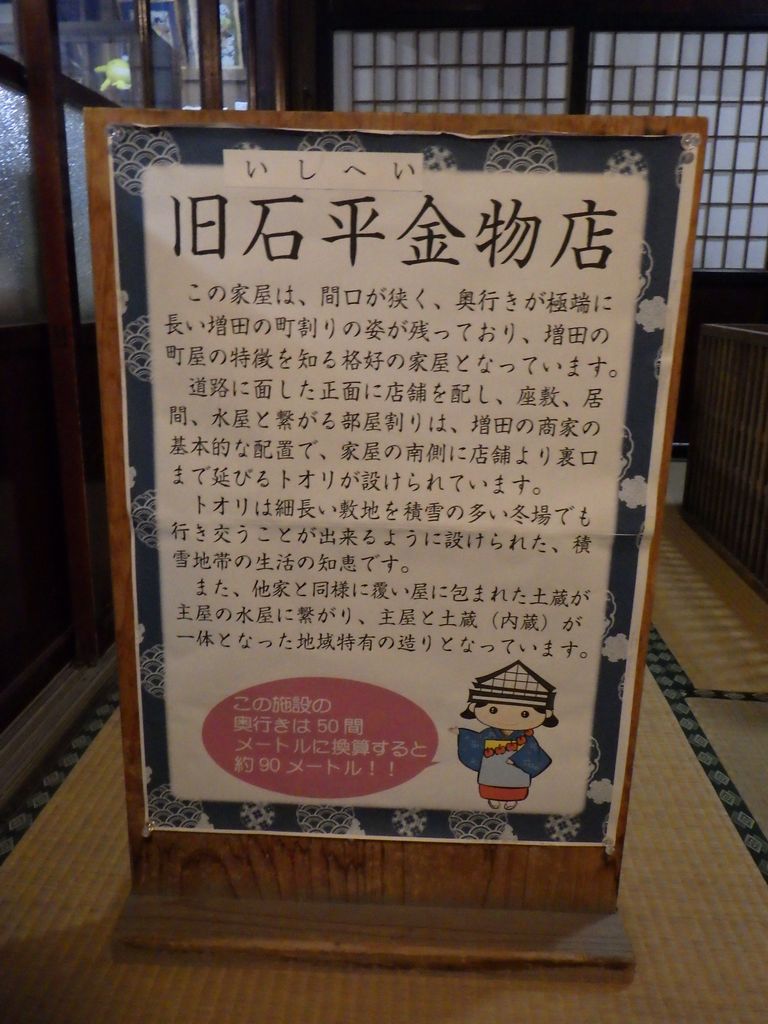 いしへい
旧石平金物店
この家屋は、間口が狭く、奥行きが極端に
長い増田の町割りの姿が残っており、増田の
町屋の特徴を知る格好の家屋となっています。
道路に面した正面に店舗を配し、座敷、居
間、水屋と繋がる部屋割りは、増田の商家の
基本的な配置で、家屋の南側に店舗より裏口
まで延びるトオリが設けられています。
トオリは細長い敷地を積雪の多い冬場でも
行き交うことが出来るように設けられた、積
雪地帯の生活の知恵です。
また、他家と同様に覆い屋に包まれた土蔵が
主屋の水屋に繋がり、主屋と土蔵（内蔵）が
一体となった地域特有の造りとなっています。
この施設の
奥行きは50間
メートルに換算すると
約90メートル！！